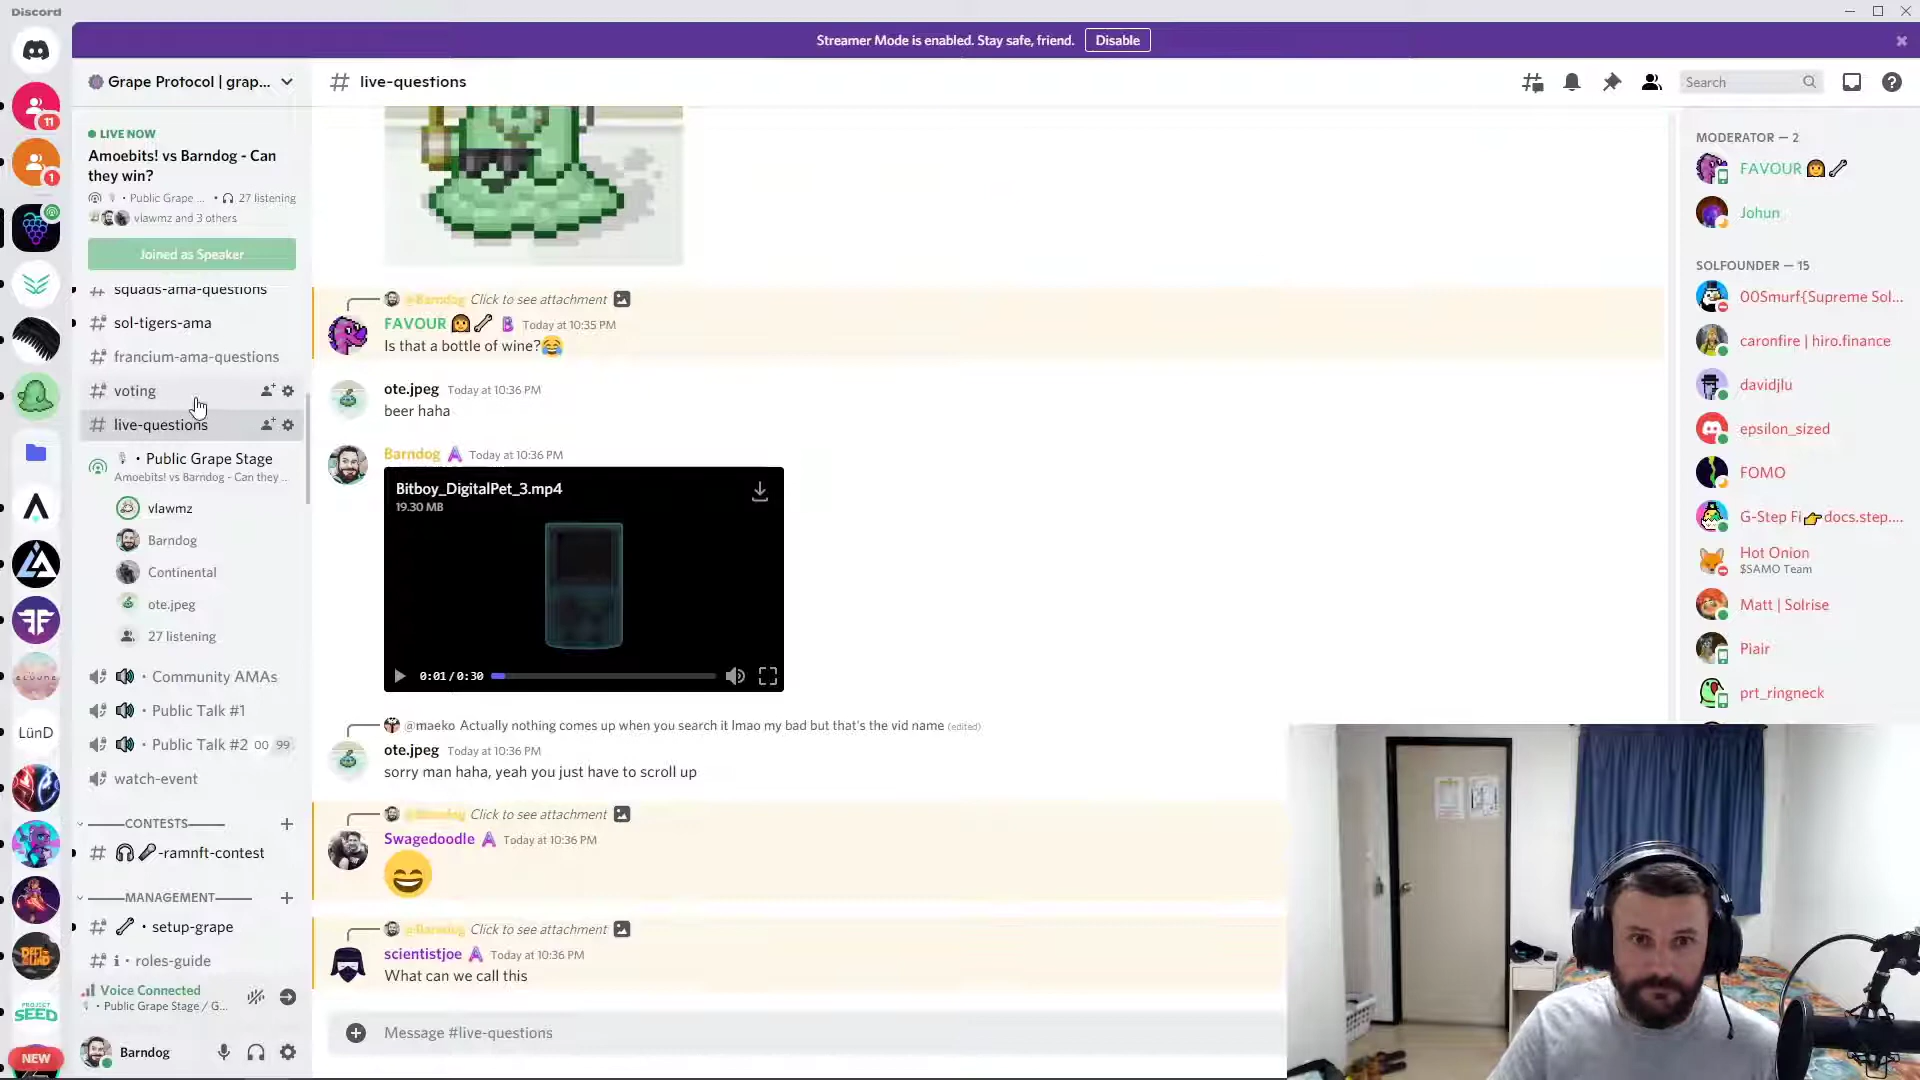 Discord
Streamer Mode is enabled. Stay safe, friend.
Disable
Grape Protocol | grap...
LIVE NOW
Amoebits! vs Barndog - Can
they win?
• Public Grape ... • 27 listening
vlawmz and 3 others
Joined as Speaker
squads-ama-questions
sol-tigers-ama
francium-ama-questions
voting
live-questions
• Public Grape Stage
Amoebits! vs Barndog - Can they ...
vlawmz
Barndog
Continental
ote.jpeg
27 listening
• Community AMAs
• Public Talk #1
• Public Talk #2 00 99
watch-event
CONTESTS
-ramnft-contest
MANAGEMENT
• setup-grape
• roles-guide
Voice Connected
• Public Grape Stage / G...
Barndog
11
1
LünD
PROJECT
SEED
NEW
# live-questions
Search
@Barndog Click to see attachment
FAVOUR Today at 10:35 PM
Is that a bottle of wine?😂
ote.jpeg Today at 10:36 PM
beer haha
Barndog Today at 10:36 PM
Bitboy_DigitalPet_3.mp4
19.30 MB
0:01/0:30
@maeko Actually nothing comes up when you search it lmao my bad but that's the vid name (edited)
ote.jpeg Today at 10:36 PM
sorry man haha, yeah you just have to scroll up
@Barndog Click to see attachment
Swagedoodle Today at 10:36 PM
@Barndog Click to see attachment
scientistjoe Today at 10:36 PM
What can we call this
Message #live-questions
MODERATOR — 2
FAVOUR
Johun
SOLFOUNDER — 15
00Smurf{Supreme Sol...
caronfire | hiro.finance
davidjlu
epsilon_sized
FOMO
G-Step Fi👉docs.step....
Hot Onion
$SAMO Team
Matt | Solrise
Piair
prt_ringneck